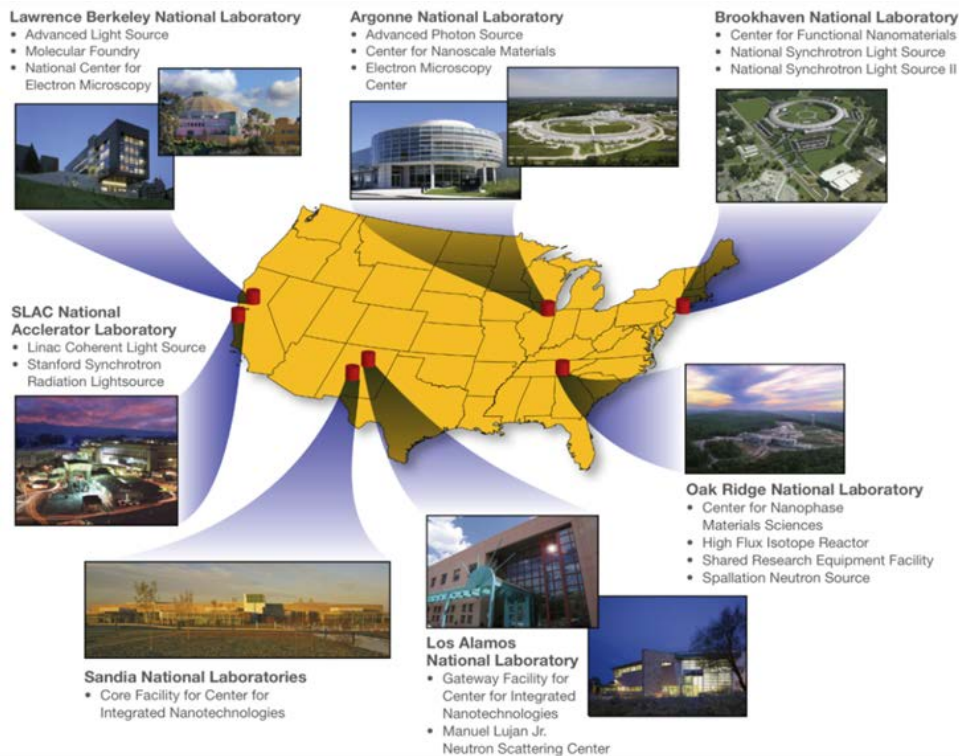 Lawrence Berkeley National Laboratory
• Advanced Light Source
• Molecular Foundry
• National Center for
Electron Microscopy
Argonne National Laboratory
• Advanced Photon Source
• Center for Nanoscale Materials
• Electron Microscopy
Center
Brookhaven National Laboratory
• Center for Functional Nanomaterials
• National Synchrotron Light Source
• National Synchrotron Light Source II
SLAC National
Acclerator Laboratory
• Linac Coherent Light Source
• Stanford Synchrotron
Radiation Lightsource
Oak Ridge National Laboratory
• Center for Nanophase
Materials Sciences
• High Flux Isotope Reactor
• Shared Research Equipment Facility
• Spallation Neutron Source
Sandia National Laboratories
• Core Facility for Center for
Integrated Nanotechnologies
Los Alamos
National Laboratory
• Gateway Facility for
Center for Integrated
Nanotechnologies
• Manuel Lujan Jr.
Neutron Scattering Center